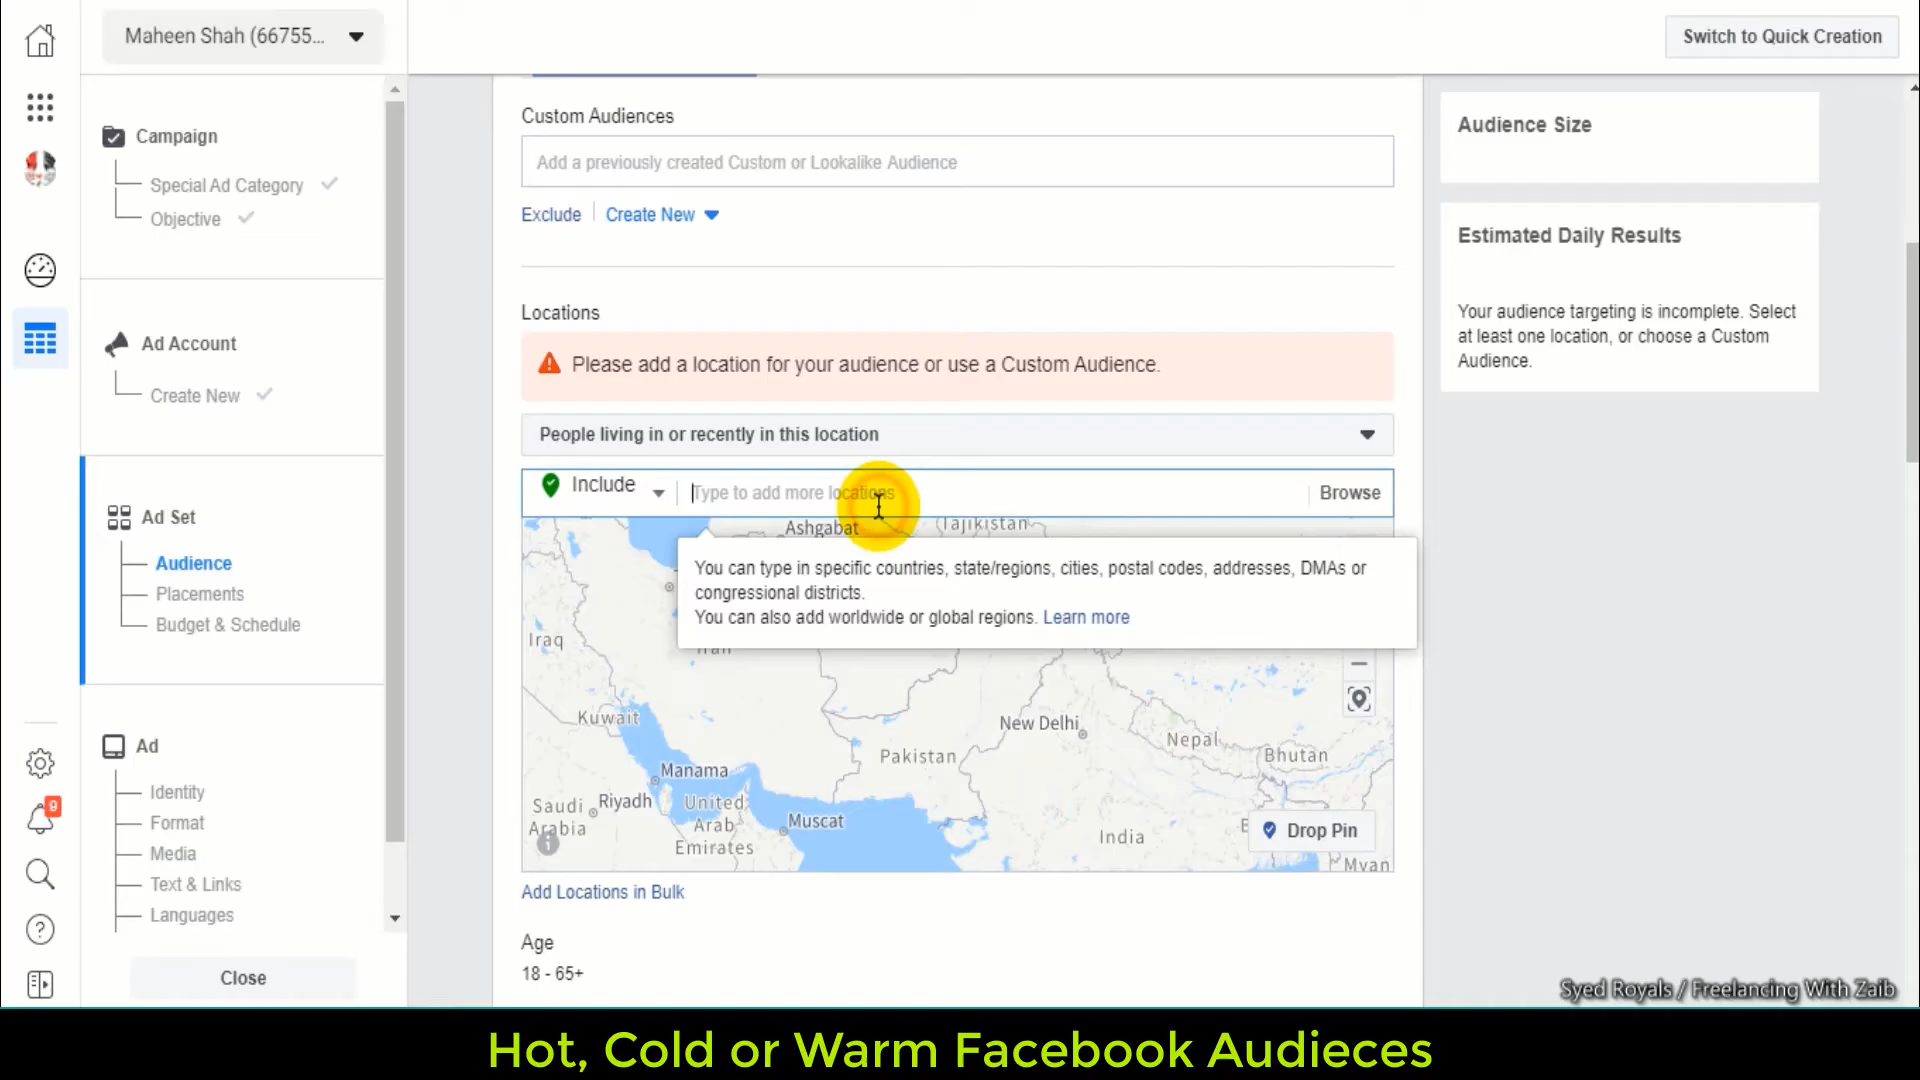 Maheen Shah (66755...
Switch to Quick Creation
Campaign
Special Ad Category
Objective
Ad Account
Create New
Ad Set
Audience
Placements
Budget & Schedule
Ad
Identity
Format
Media
Text & Links
Languages
Close
9
Custom Audiences
Add a previously created Custom or Lookalike Audience
Exclude
Create New
Locations
Please add a location for your audience or use a Custom Audience.
People living in or recently in this location
Include
Type to add more locations
Browse
Ashgabat
Tajikistan
You can type in specific countries, state/regions, cities, postal codes, addresses, DMAs or
congressional districts.
You can also add worldwide or global regions. Learn more
Iraq
Iran
Kuwait
New Delhi
Nepal
Bhutan
Pakistan
Manama
Riyadh
Saudi
Arabia
United
Arab
Emirates
Muscat
India
Drop Pin
Add Locations in Bulk
Age
18 - 65+
Audience Size
Estimated Daily Results
Your audience targeting is incomplete. Select
at least one location, or choose a Custom
Audience.
Syed Royals / Freelancing With Zaib
Hot, Cold or Warm Facebook Audieces